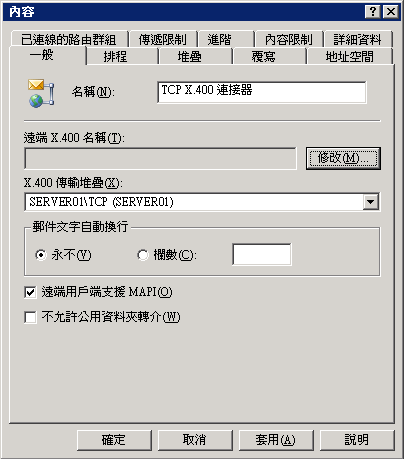 內容
已連線的路由群組 傳遞限制 進階 內容限制 詳細資料
一般 排程 堆疊 覆寫 地址空間
名稱(N): TCP X.400 連接器
遠端 X.400 名稱(T):
修改(M)...
X.400 傳輸堆疊(X):
SERVER01\TCP (SERVER01)
郵件文字自動換行
永不(V) 欄數(C):
遠端用戶端支援 MAPI(O)
不允許公用資料夾轉介(W)
確定 取消 套用(A) 說明